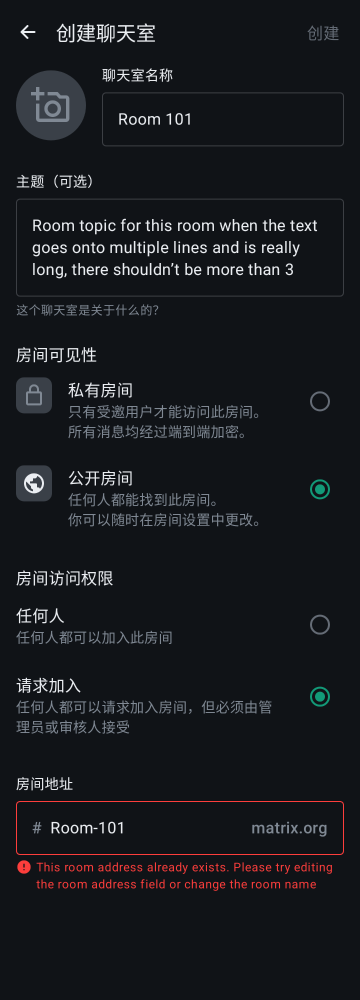 创建聊天室
创建
聊天室名称
Room 101
主题（可选）
Room topic for this room when the text
goes onto multiple lines and is really
long, there shouldn’t be more than 3
这个聊天室是关于什么的？
房间可见性
私有房间
只有受邀用户才能访问此房间。
所有消息均经过端到端加密。
公开房间
任何人都能找到此房间。
你可以随时在房间设置中更改。
房间访问权限
任何人
任何人都可以加入此房间
请求加入
任何人都可以请求加入房间，但必须由管
理员或审核人接受
房间地址
# Room-101 matrix.org
This room address already exists. Please try editing
the room address field or change the room name